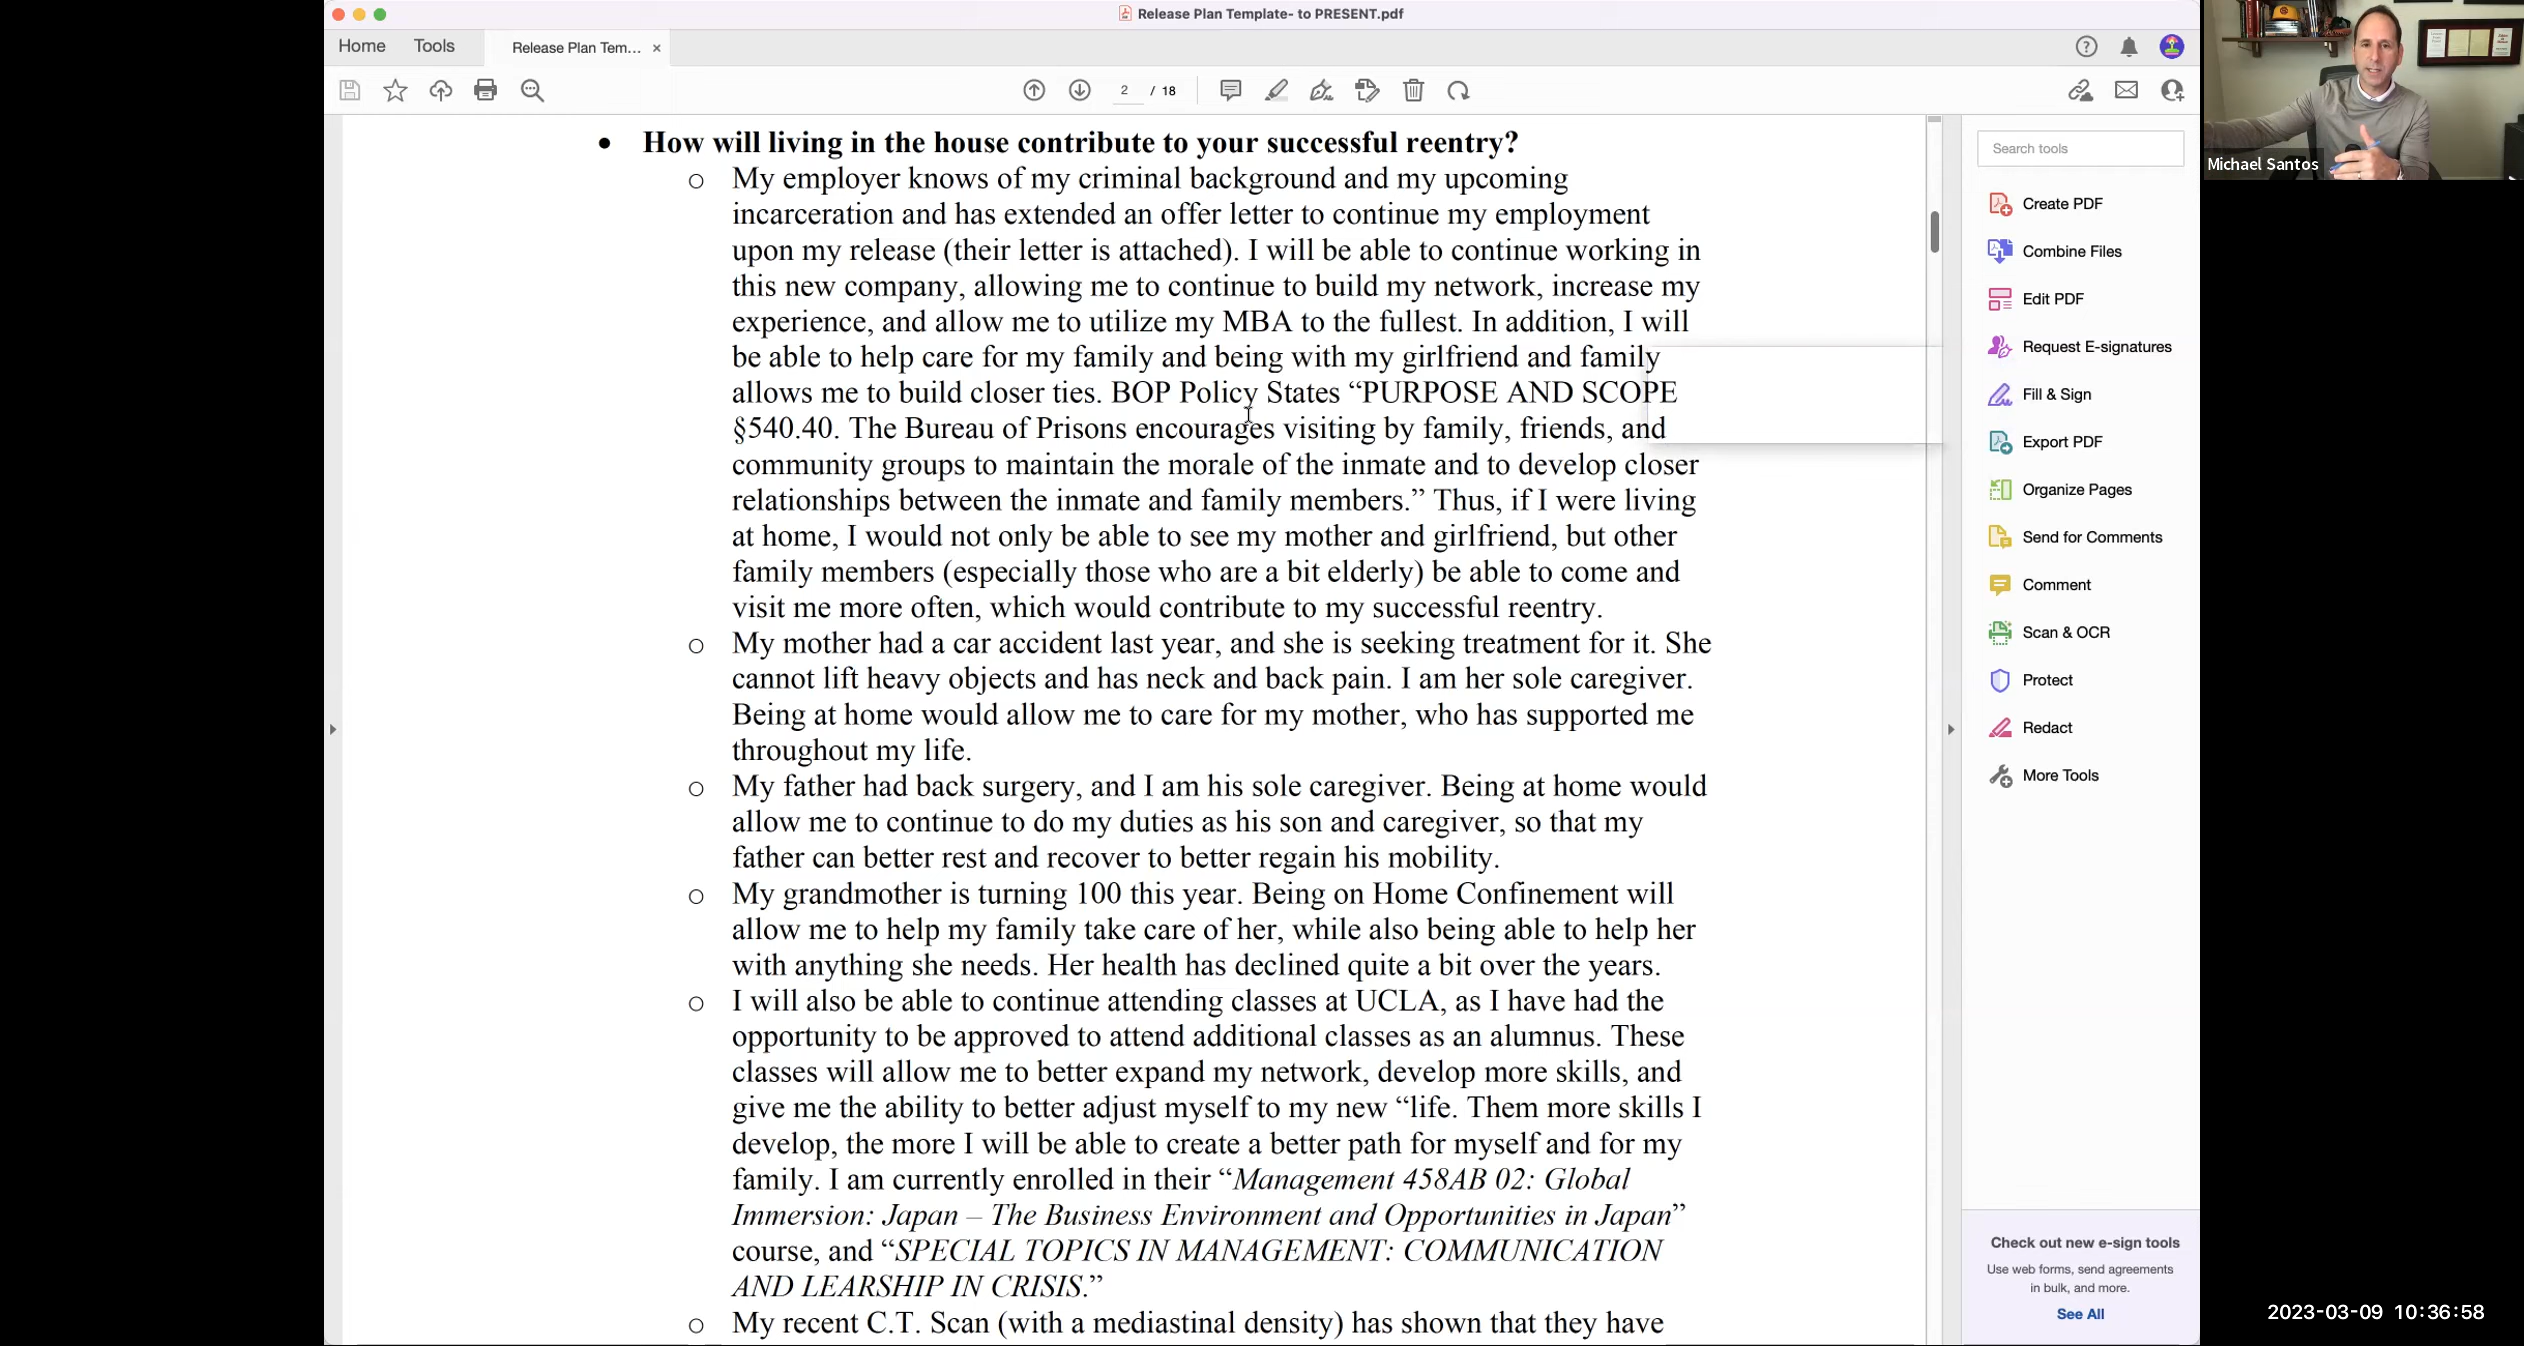 Release Plan Template- to PRESENT.pdf
Home Tools Release Plan Tem... ×
2 / 18
Michael Santos
• How will living in the house contribute to your successful reentry?
o My employer knows of my criminal background and my upcoming
incarceration and has extended an offer letter to continue my employment
upon my release (their letter is attached). I will be able to continue working in
this new company, allowing me to continue to build my network, increase my
experience, and allow me to utilize my MBA to the fullest. In addition, I will
be able to help care for my family and being with my girlfriend and family
allows me to build closer ties. BOP Policy States “PURPOSE AND SCOPE
§540.40. The Bureau of Prisons encourages visiting by family, friends, and
community groups to maintain the morale of the inmate and to develop closer
relationships between the inmate and family members.” Thus, if I were living
at home, I would not only be able to see my mother and girlfriend, but other
family members (especially those who are a bit elderly) be able to come and
visit me more often, which would contribute to my successful reentry.
o My mother had a car accident last year, and she is seeking treatment for it. She
cannot lift heavy objects and has neck and back pain. I am her sole caregiver.
Being at home would allow me to care for my mother, who has supported me
throughout my life.
o My father had back surgery, and I am his sole caregiver. Being at home would
allow me to continue to do my duties as his son and caregiver, so that my
father can better rest and recover to better regain his mobility.
o My grandmother is turning 100 this year. Being on Home Confinement will
allow me to help my family take care of her, while also being able to help her
with anything she needs. Her health has declined quite a bit over the years.
o I will also be able to continue attending classes at UCLA, as I have had the
opportunity to be approved to attend additional classes as an alumnus. These
classes will allow me to better expand my network, develop more skills, and
give me the ability to better adjust myself to my new “life. Them more skills I
develop, the more I will be able to create a better path for myself and for my
family. I am currently enrolled in their “Management 458AB 02: Global
Immersion: Japan – The Business Environment and Opportunities in Japan”
course, and “SPECIAL TOPICS IN MANAGEMENT: COMMUNICATION
AND LEARSHIP IN CRISIS.”
o My recent C.T. Scan (with a mediastinal density) has shown that they have
Search tools
Create PDF
Combine Files
Edit PDF
Request E-signatures
Fill & Sign
Export PDF
Organize Pages
Send for Comments
Comment
Scan & OCR
Protect
Redact
More Tools
Check out new e-sign tools
Use web forms, send agreements
in bulk, and more.
See All
2023-03-09 10:36:58